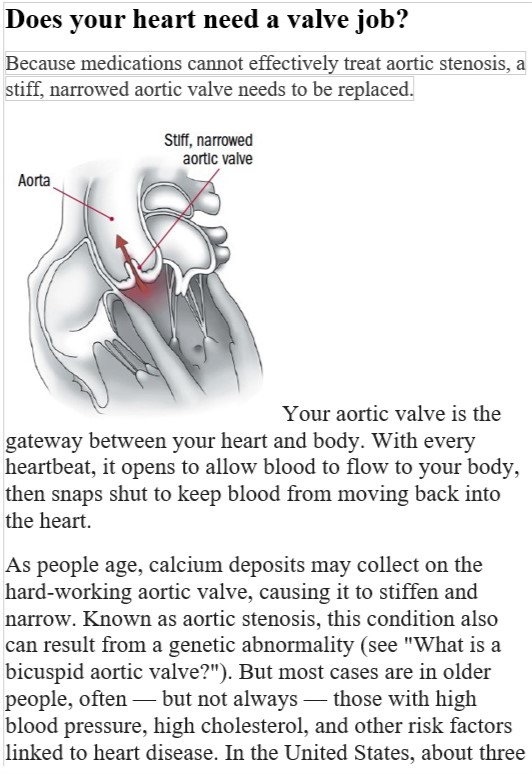 Does your heart need a valve job?
Because medications cannot effectively treat aortic stenosis, a
stiff, narrowed aortic valve needs to be replaced.
Stiff, narrowed
aortic valve
Aorta
Your aortic valve is the
gateway between your heart and body. With every
heartbeat, it opens to allow blood to flow to your body,
then snaps shut to keep blood from moving back into
the heart.
As people age, calcium deposits may collect on the
hard-working aortic valve, causing it to stiffen and
narrow. Known as aortic stenosis, this condition also
can result from a genetic abnormality (see "What is a
bicuspid aortic valve?"). But most cases are in older
people, often — but not always — those with high
blood pressure, high cholesterol, and other risk factors
linked to heart disease. In the United States, about three